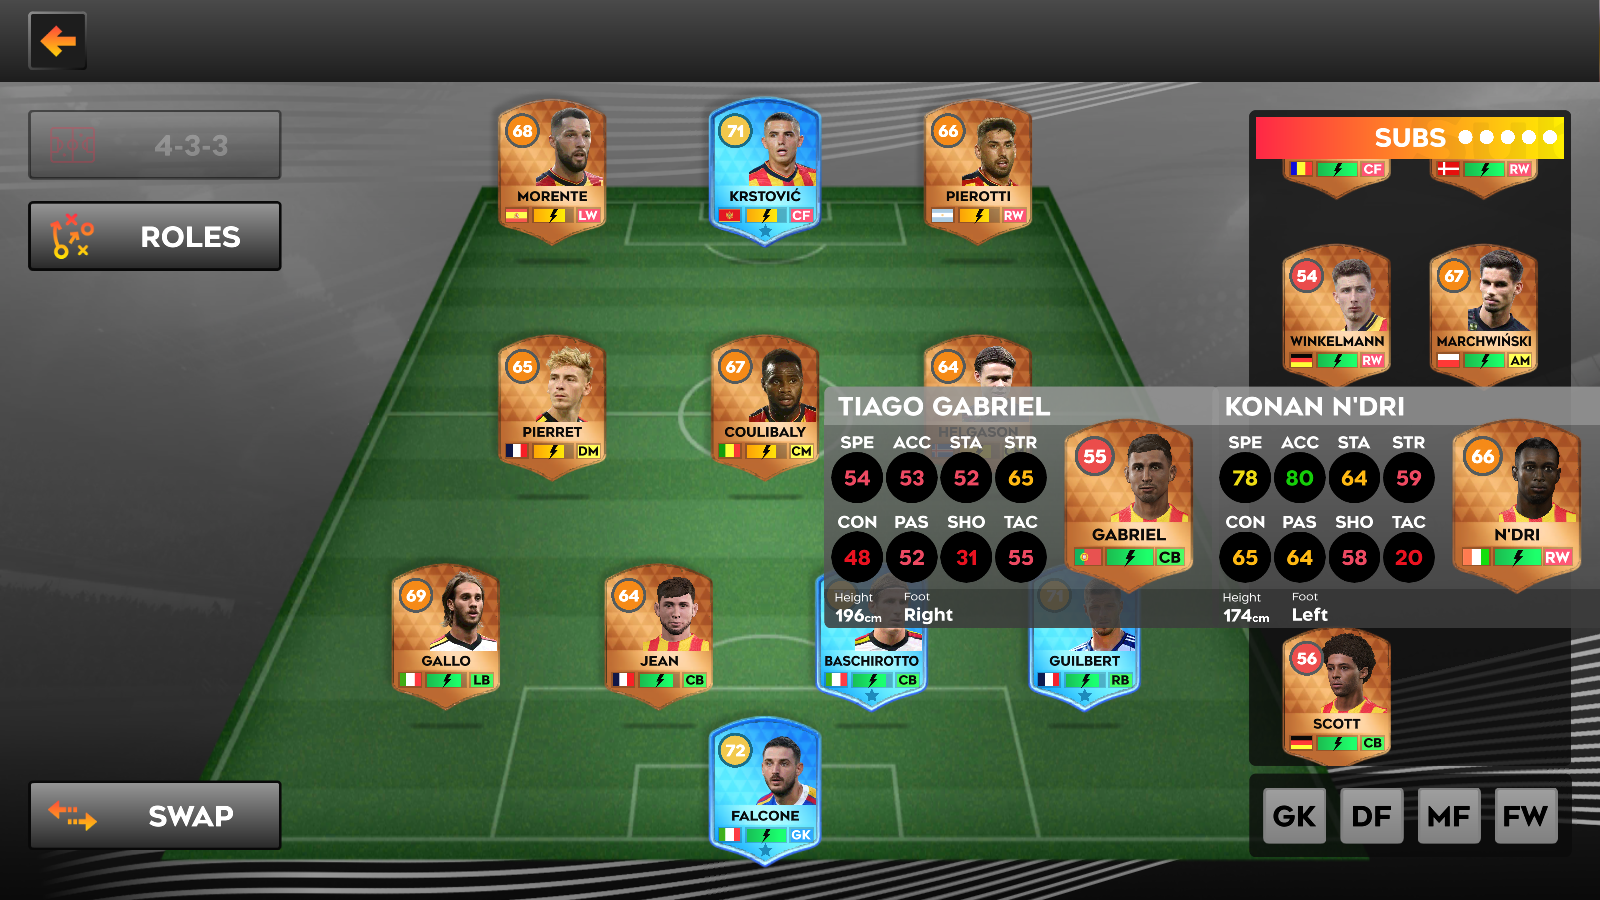 4-3-3
ROLES
SWAP
68
MORENTE
LW
71
KRSTOVIĆ
CF
66
PIEROTTI
RW
65
PIERRET
DM
67
COULIBALY
CM
64
HELGASON
69
GALLO
LB
64
JEAN
CB
BASCHIROTTO
CB
71
GUILBERT
RB
72
FALCONE
GK
SUBS
CF
RW
54
WINKELMANN
RW
67
MARCHWIŃSKI
AM
TIAGO GABRIEL
SPE ACC STA STR
54 53 52 65
CON PAS SHO TAC
48 52 31 55
Height Foot
196cm Right
55
GABRIEL
CB
KONAN N'DRI
SPE ACC STA STR
78 80 64 59
CON PAS SHO TAC
65 64 58 20
Height Foot
174cm Left
66
N'DRI
RW
56
SCOTT
CB
GK DF MF FW